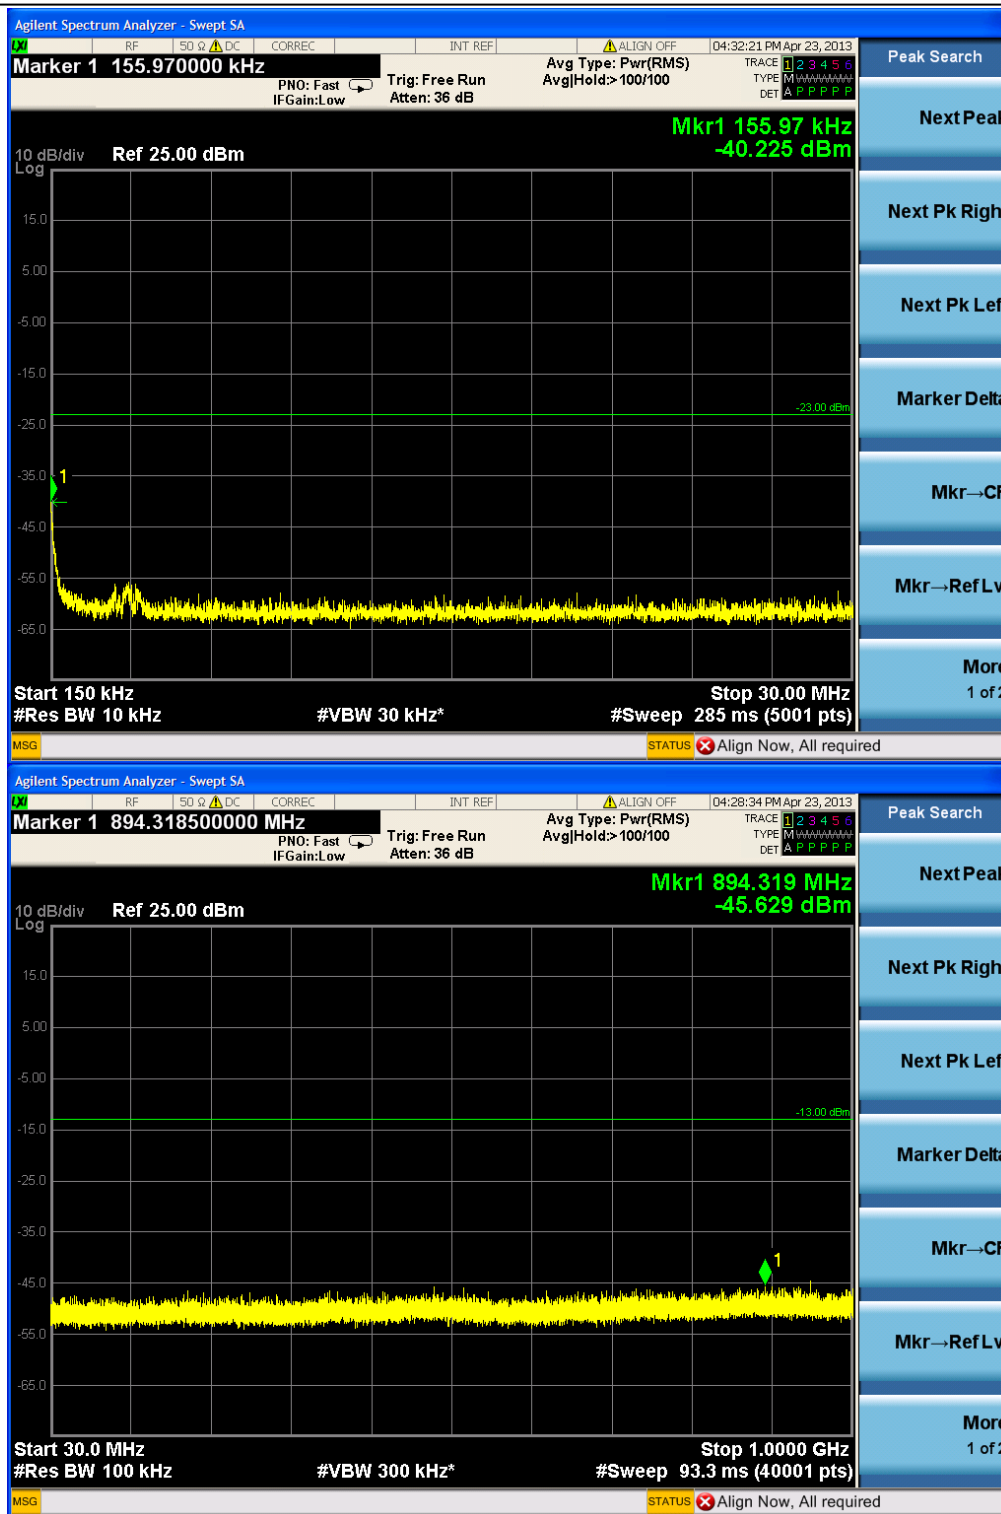 Agilent Spectrum Analyzer - Swept SA
LXI RF 50 Ω DC CORREC INT REF ALIGN OFF 04:32:21 PM Apr 23, 2013
Marker 1 155.970000 kHz
PNO: Fast
IFGain:Low
Trig: Free Run
Atten: 36 dB
Avg Type: Pwr(RMS)
Avg|Hold:>100/100
TRACE 1 2 3 4 5 6
TYPE M WWWWW
DET A P P P P P
Peak Search
Mkr1 155.97 kHz
-40.225 dBm
10 dB/div Ref 25.00 dBm
Log
15.0
5.00
-5.00
-15.0
-23.00 dBm
-25.0
-35.0
1
-45.0
-55.0
-65.0
Start 150 kHz Stop 30.00 MHz
#Res BW 10 kHz #VBW 30 kHz* #Sweep 285 ms (5001 pts)
MSG STATUS Align Now, All required
Next Peak
Next Pk Righ
Next Pk Lef
Marker Delta
Mkr→CF
Mkr→Ref Lv
More
1 of 2
Agilent Spectrum Analyzer - Swept SA
LXI RF 50 Ω DC CORREC INT REF ALIGN OFF 04:28:34 PM Apr 23, 2013
Marker 1 894.318500000 MHz
PNO: Fast
IFGain:Low
Trig: Free Run
Atten: 36 dB
Avg Type: Pwr(RMS)
Avg|Hold:>100/100
TRACE 1 2 3 4 5 6
TYPE M WWWWW
DET A P P P P P
Peak Search
Mkr1 894.319 MHz
-45.629 dBm
10 dB/div Ref 25.00 dBm
Log
15.0
5.00
-5.00
-13.00 dBm
-15.0
-25.0
-35.0
1
-45.0
-55.0
-65.0
Start 30.0 MHz Stop 1.0000 GHz
#Res BW 100 kHz #VBW 300 kHz* #Sweep 93.3 ms (40001 pts)
MSG STATUS Align Now, All required
Next Peak
Next Pk Righ
Next Pk Lef
Marker Delta
Mkr→CF
Mkr→Ref Lv
More
1 of 2